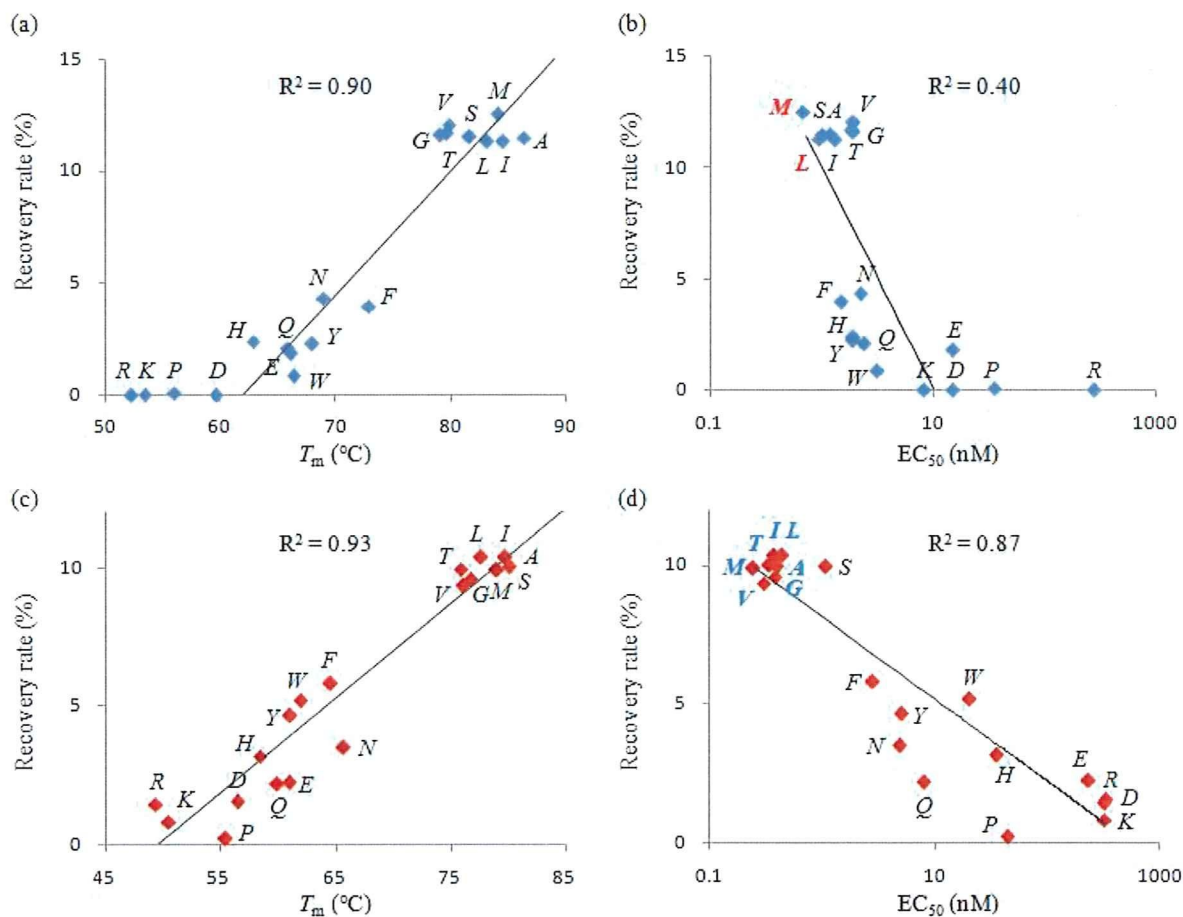 (a)
Recovery rate (%)
15
10
5
0
R² = 0.90
M
V
S
G
T
L I
A
N
F
H
Q
Y
E
W
R K P D
50 60 70 80 90
Tm (°C)
(b)
Recovery rate (%)
15
10
5
0
R² = 0.40
M
SA
V
G
T
L
I
F
N
H
Y
Q
W
E
K D P R
0.1 10 1000
EC50 (nM)
(c)
Recovery rate (%)
10
5
0
R² = 0.93
L I
T
A
V
G M S
F
W
Y
N
H
D
E
Q
R
K
P
45 55 65 75 85
Tm (°C)
(d)
Recovery rate (%)
10
5
0
R² = 0.87
I L
T
M
A
S
V
G
F
W
Y
N
H
Q
E
R
D
K
P
0.1 10 1000
EC50 (nM)